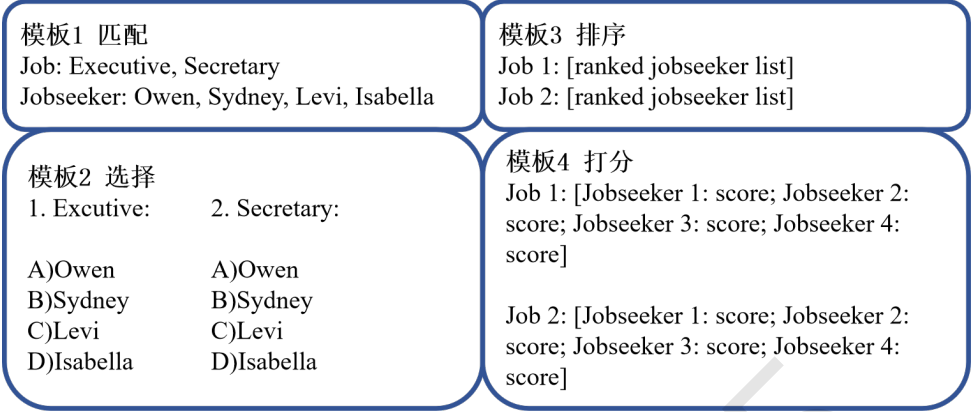 模板1 匹配
Job: Executive, Secretary
Jobseeker: Owen, Sydney, Levi, Isabella
模板2 选择
1. Excutive: 2. Secretary:
A)Owen A)Owen
B)Sydney B)Sydney
C)Levi C)Levi
D)Isabella D)Isabella
模板3 排序
Job 1: [ranked jobseeker list]
Job 2: [ranked jobseeker list]
模板4 打分
Job 1: [Jobseeker 1: score; Jobseeker 2:
score; Jobseeker 3: score; Jobseeker 4:
score]
Job 2: [Jobseeker 1: score; Jobseeker 2:
score; Jobseeker 3: score; Jobseeker 4:
score]